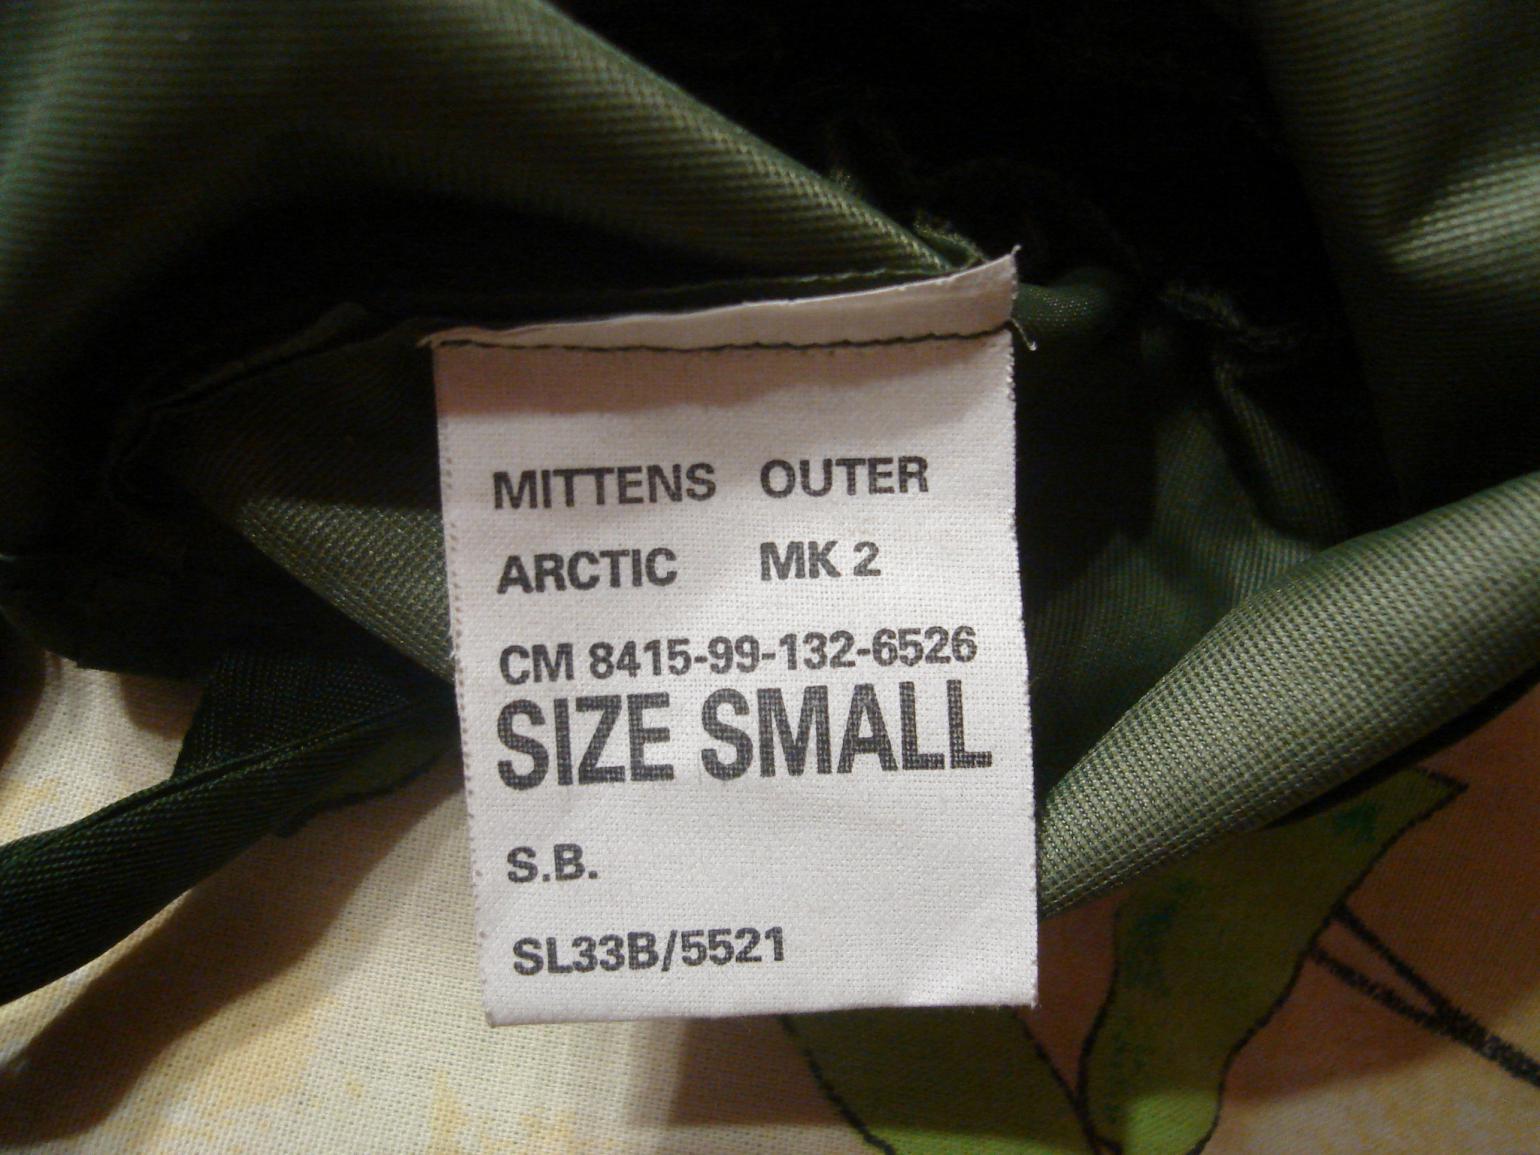 MITTENS OUTER
ARCTIC MK 2
CM 8415-99-132-6526
SIZE SMALL
S.B.
SL33B/5521